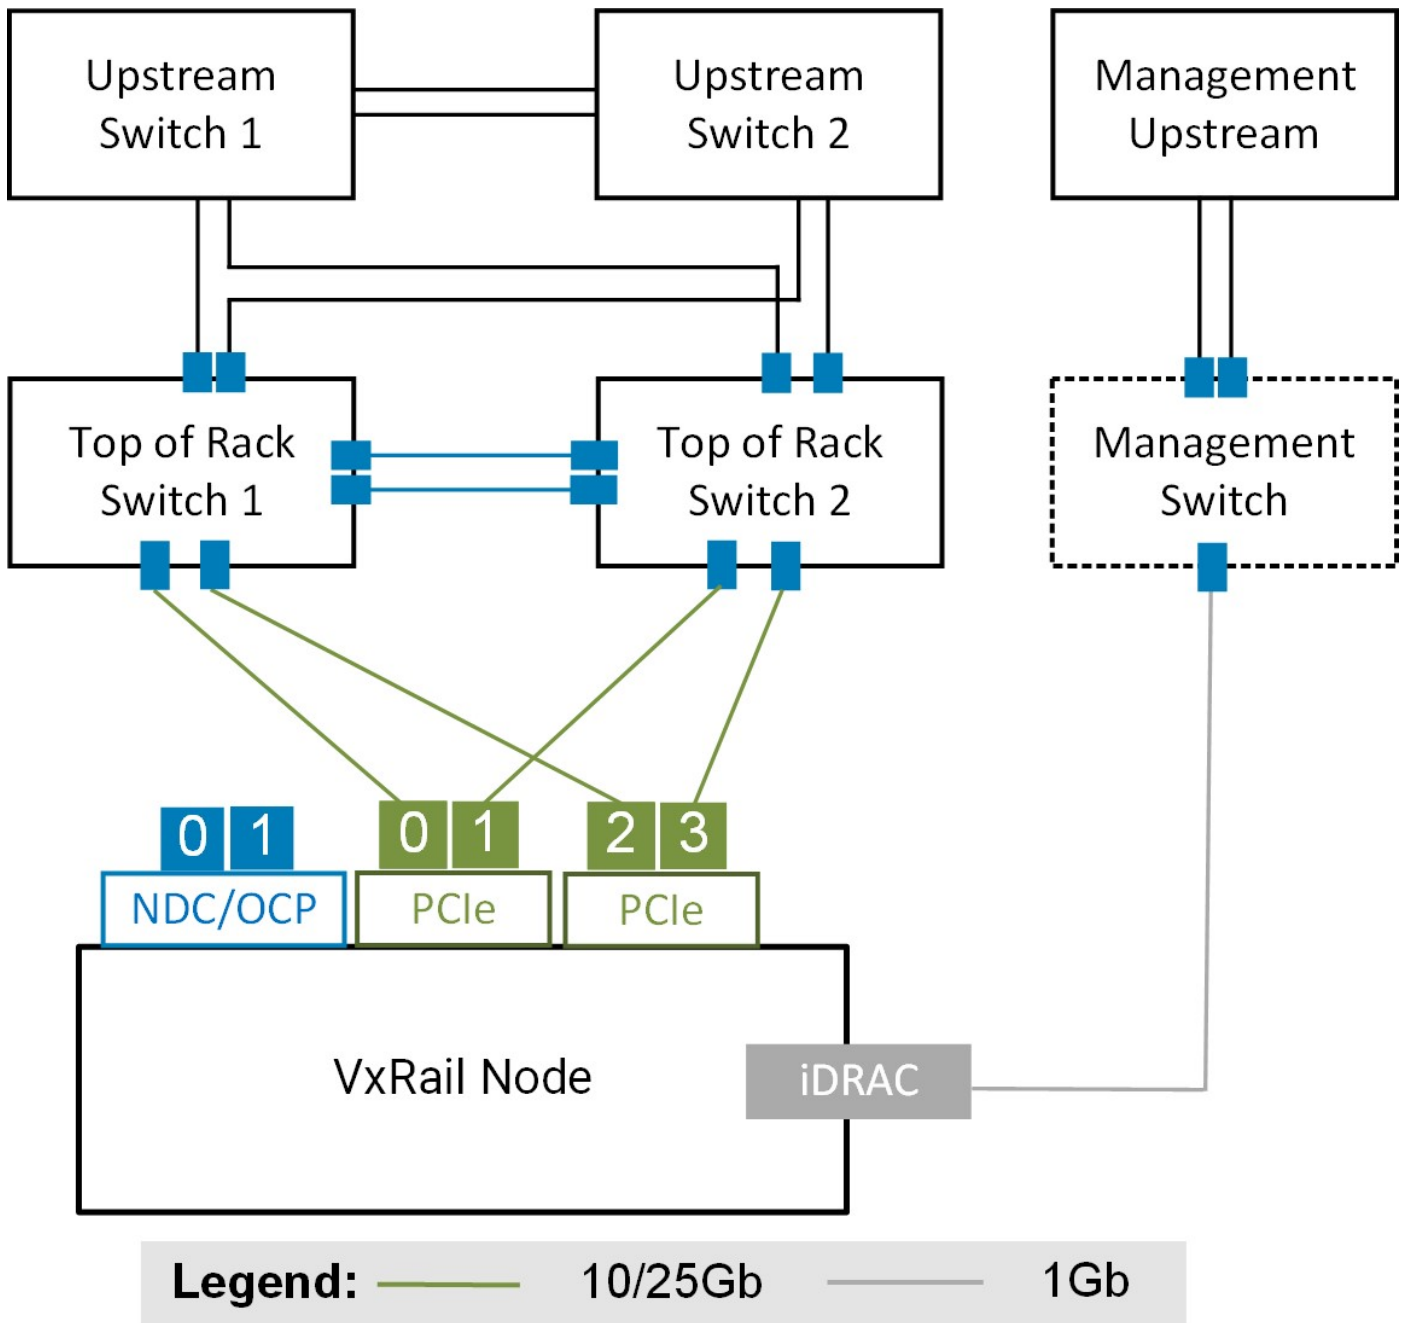 Upstream
Switch 1
Upstream
Switch 2
Management
Upstream
Top of Rack
Switch 1
Top of Rack
Switch 2
Management
Switch
0 1
0 1
2 3
NDC/OCP
PCIe
PCIe
VxRail Node
iDRAC
Legend: 10/25Gb 1Gb